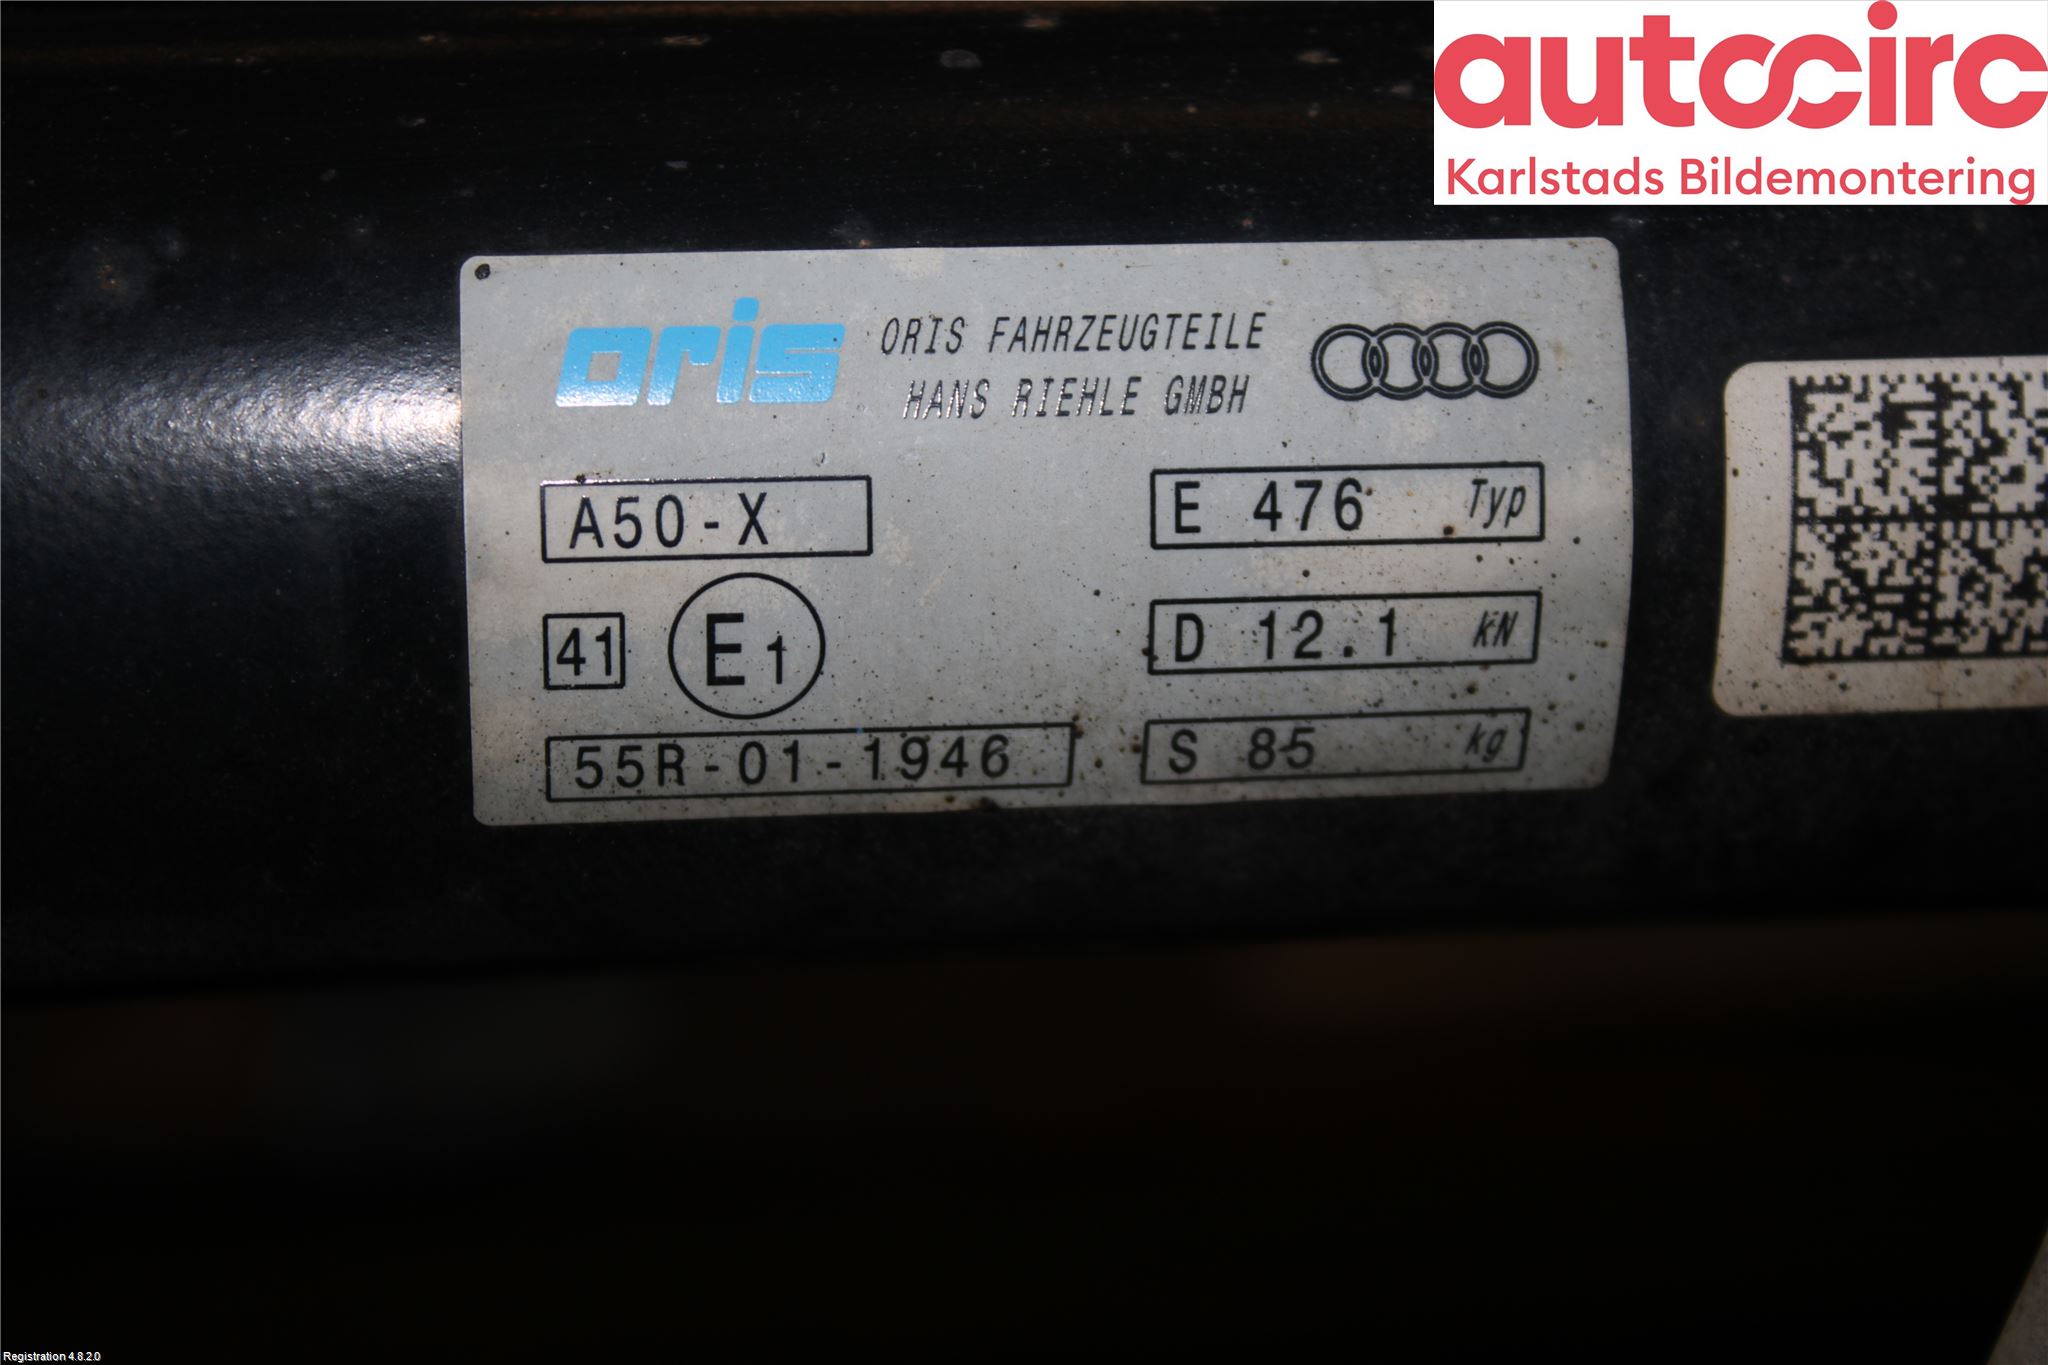 autocirc
Karlstads Bildemontering
oris
ORIS FAHRZEUGTEILE
HANS RIEHLE GMBH
A50-X
E 476 Typ
41 E1
D 12.1 kN
55R-01-1946
S 85 kg
Registration 4.8.2.0